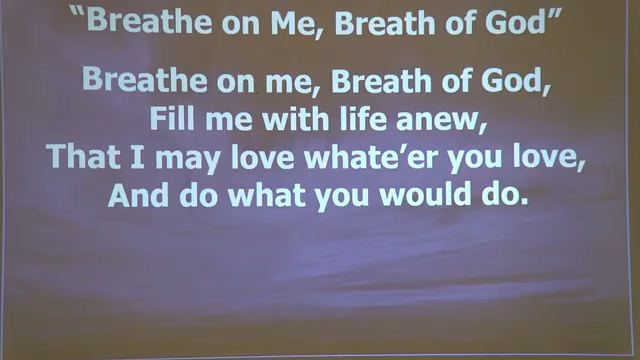 “Breathe on Me, Breath of God”
Breathe on me, Breath of God,
Fill me with life anew,
That I may love whate’er you love,
And do what you would do.